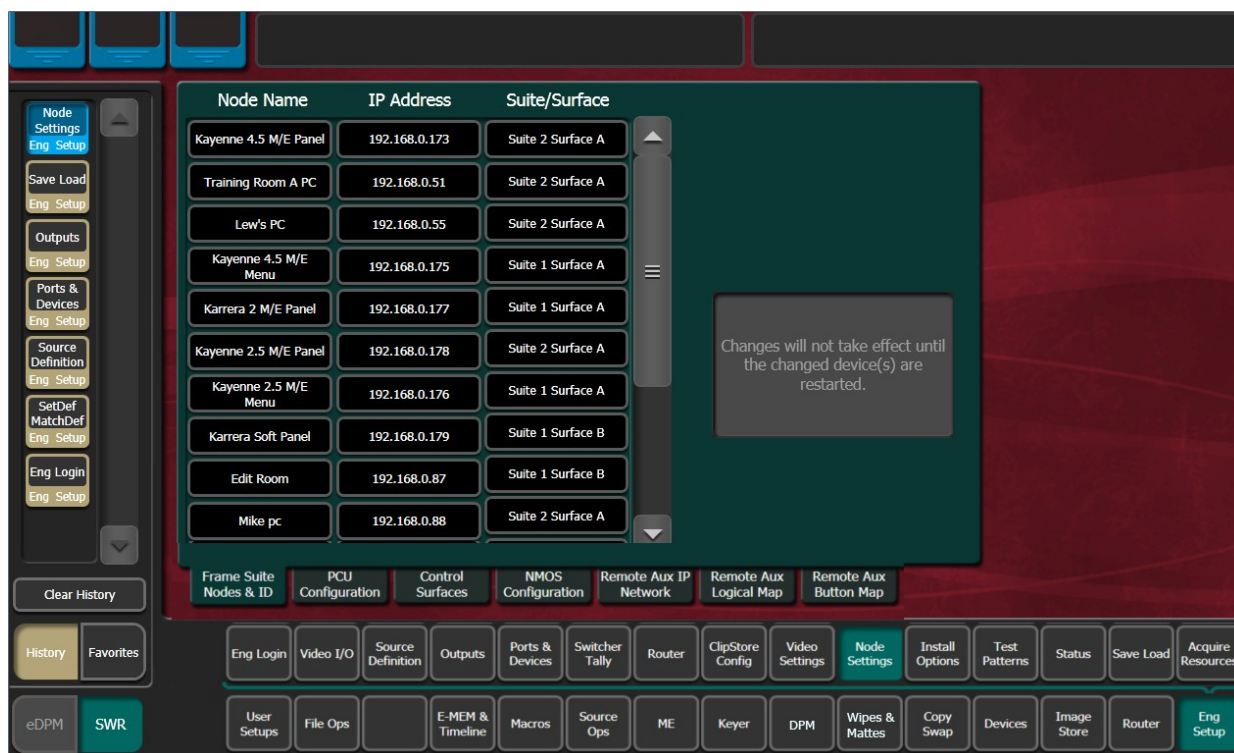 Node
Settings
Eng Setup
Save Load
Eng Setup
Outputs
Eng Setup
Ports &
Devices
Eng Setup
Source
Definition
Eng Setup
SetDef
MatchDef
Eng Setup
Eng Login
Eng Setup
Clear History
History
Favorites
eDPM
SWR
Node Name IP Address Suite/Surface
Kayenne 4.5 M/E Panel 192.168.0.173 Suite 2 Surface A
Training Room A PC 192.168.0.51 Suite 2 Surface A
Lew's PC 192.168.0.55 Suite 2 Surface A
Kayenne 4.5 M/E
Menu
192.168.0.175 Suite 1 Surface A
Karrera 2 M/E Panel 192.168.0.177 Suite 1 Surface A
Kayenne 2.5 M/E Panel 192.168.0.178 Suite 2 Surface A
Kayenne 2.5 M/E
Menu
192.168.0.176 Suite 1 Surface A
Karrera Soft Panel 192.168.0.179 Suite 1 Surface B
Edit Room 192.168.0.87 Suite 1 Surface B
Mike pc 192.168.0.88 Suite 2 Surface A
Changes will not take effect until
the changed device(s) are
restarted.
Frame Suite
Nodes & ID
PCU
Configuration
Control
Surfaces
NMOS
Configuration
Remote Aux IP
Network
Remote Aux
Logical Map
Remote Aux
Button Map
Eng Login
Video I/O
Source
Definition
Outputs
Ports &
Devices
Switcher
Tally
Router
ClipStore
Config
Video
Settings
Node
Settings
Install
Options
Test
Patterns
Status
Save Load
Acquire
Resources
User
Setups
File Ops
E-MEM &
Timeline
Macros
Source
Ops
ME
Keyer
DPM
Wipes &
Mattes
Copy
Swap
Devices
Image
Store
Router
Eng
Setup